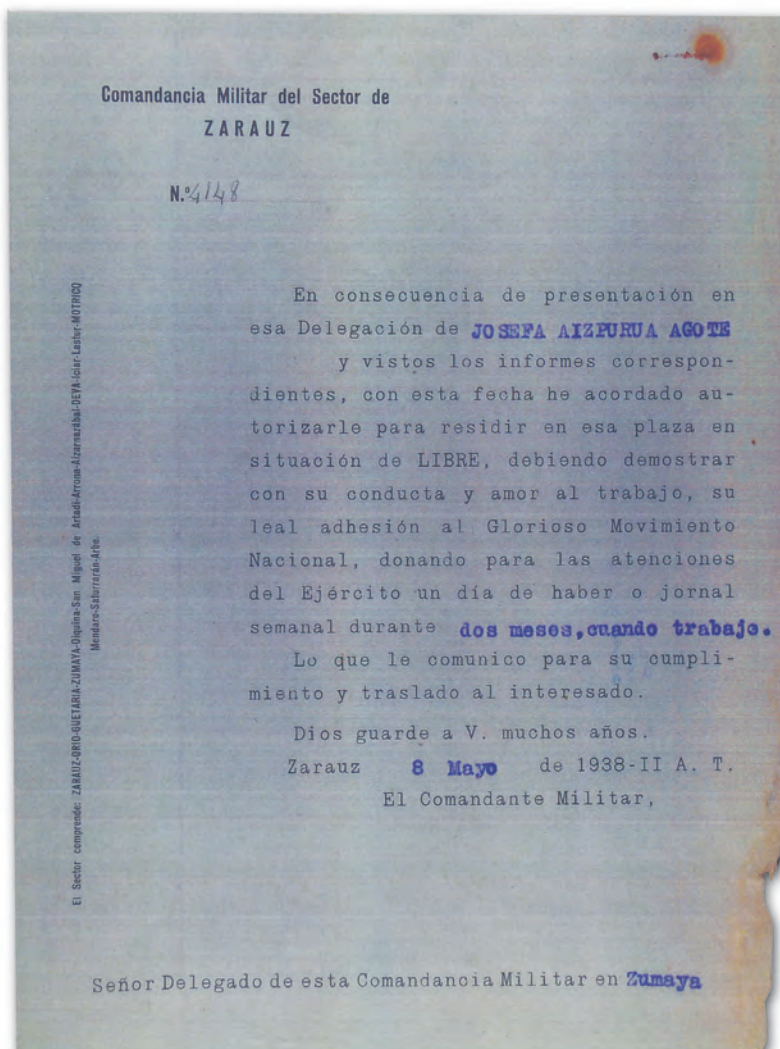 Comandancia Militar del Sector de
ZARAUZ
N.º 4148
En consecuencia de presentación en
esa Delegación de JOSEFA AIZPURUA AGOTE
y vistos los informes correspon-
dientes, con esta fecha he acordado au-
torizarle para residir en esa plaza en
situación de LIBRE, debiendo demostrar
con su conducta y amor al trabajo, su
leal adhesión al Glorioso Movimiento
Nacional, donando para las atenciones
del Ejército un día de haber o jornal
semanal durante dos meses, cuando trabajo.
Lo que le comunico para su cumpli-
miento y traslado al interesado.
Dios guarde a V. muchos años.
Zarauz 8 Mayo de 1938-II A. T.
El Comandante Militar,
Señor Delegado de esta Comandancia Militar en Zumaya
El Sector comprende: ZARAUZ-ORIO-GUETARIA-ZUMAYA-Oiquina-San Miguel de Artadi-Arrona-Aizarnazábal-DEVA-Iciar-Lastur-MOTRICO
Mendaro-Saturrarán-Arbe.